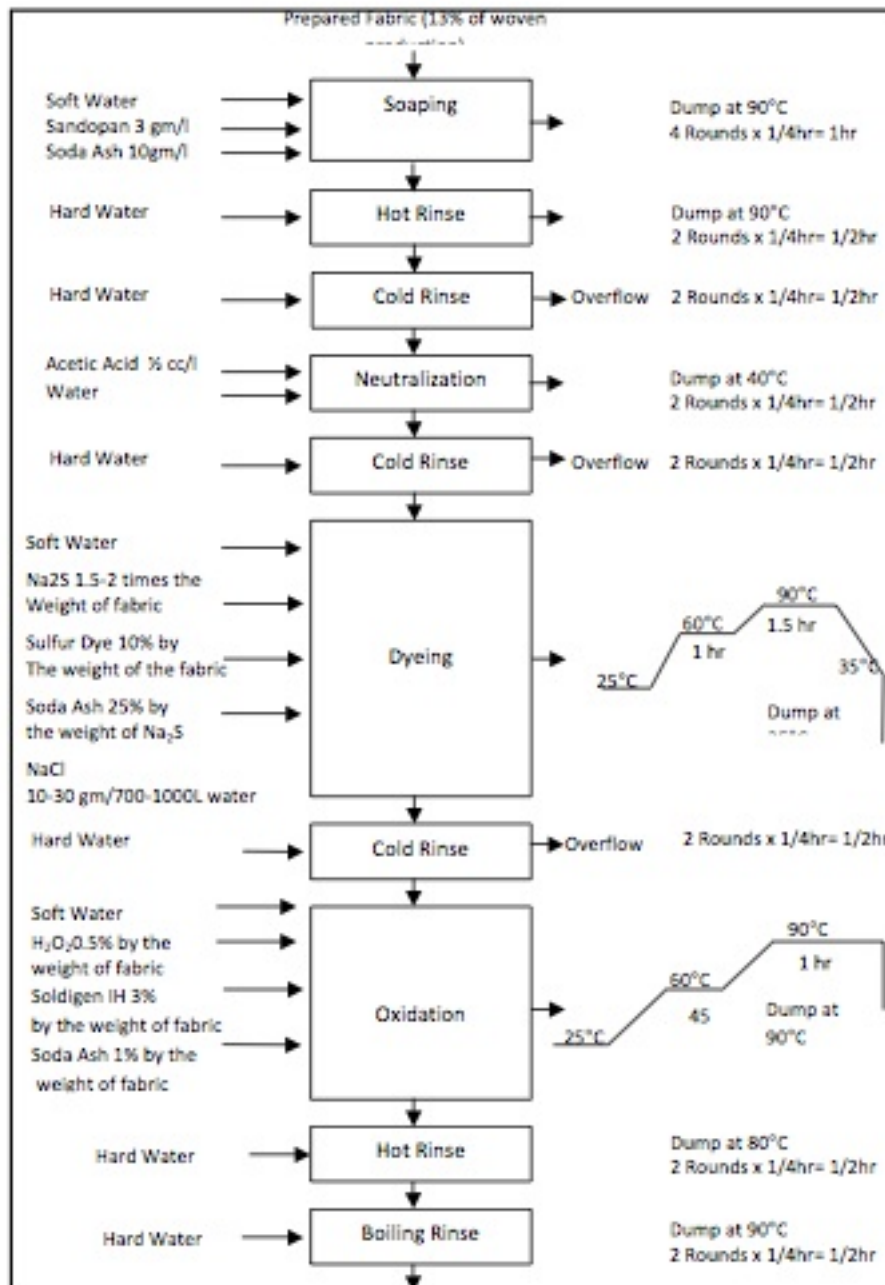 Prepared Fabric (13% of woven
Soft Water
Sandopan 3 gm/l
Soda Ash 10gm/l
Soaping
Dump at 90°C
4 Rounds x 1/4hr= 1hr
Hard Water
Hot Rinse
Dump at 90°C
2 Rounds x 1/4hr= 1/2hr
Hard Water
Cold Rinse
Overflow
2 Rounds x 1/4hr= 1/2hr
Acetic Acid ½ cc/l
Water
Neutralization
Dump at 40°C
2 Rounds x 1/4hr= 1/2hr
Hard Water
Cold Rinse
Overflow
2 Rounds x 1/4hr= 1/2hr
Soft Water
Na2S 1.5-2 times the
Weight of fabric
Sulfur Dye 10% by
The weight of the fabric
Soda Ash 25% by
the weight of Na₂S
NaCl
10-30 gm/700-1000L water
Dyeing
25°C
60°C
1 hr
90°C
1.5 hr
35°C
Dump at
Hard Water
Cold Rinse
Overflow
2 Rounds x 1/4hr= 1/2hr
Soft Water
H₂O₂0.5% by the
weight of fabric
Soldigen IH 3%
by the weight of fabric
Soda Ash 1% by the
weight of fabric
Oxidation
25°C
60°C
45
90°C
1 hr
Dump at
90°C
Hard Water
Hot Rinse
Dump at 80°C
2 Rounds x 1/4hr= 1/2hr
Hard Water
Boiling Rinse
Dump at 90°C
2 Rounds x 1/4hr= 1/2hr